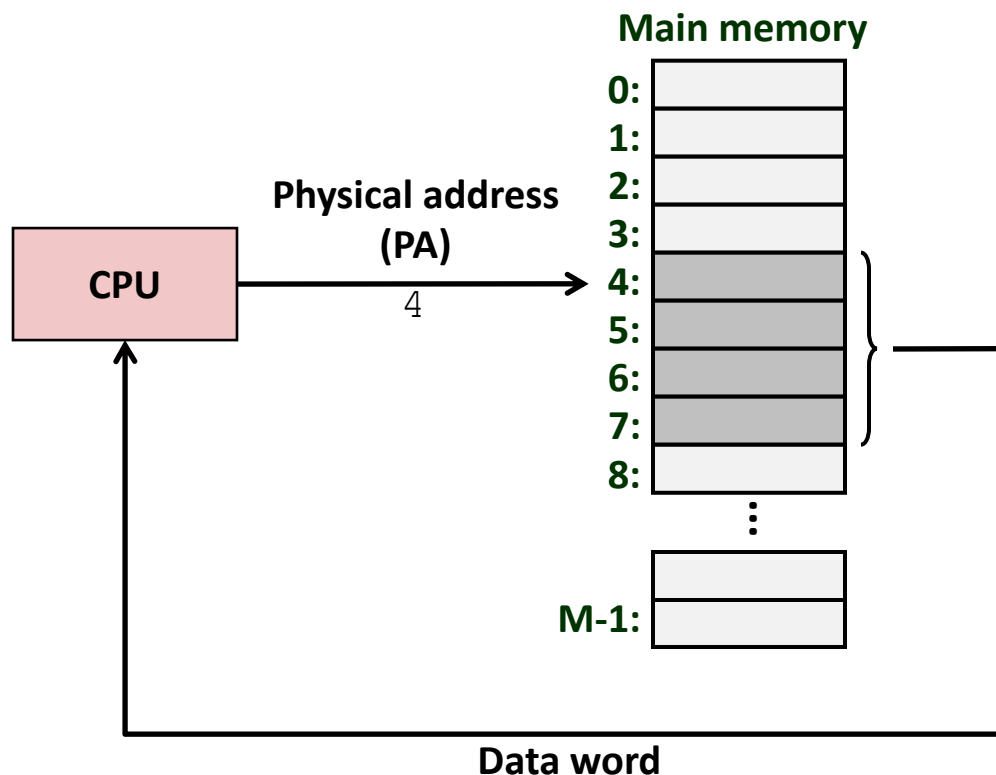 Main memory
0:
1:
2:
Physical address
(PA)
3:
CPU
4
4:
5:
6:
7:
8:
M-1:
Data word